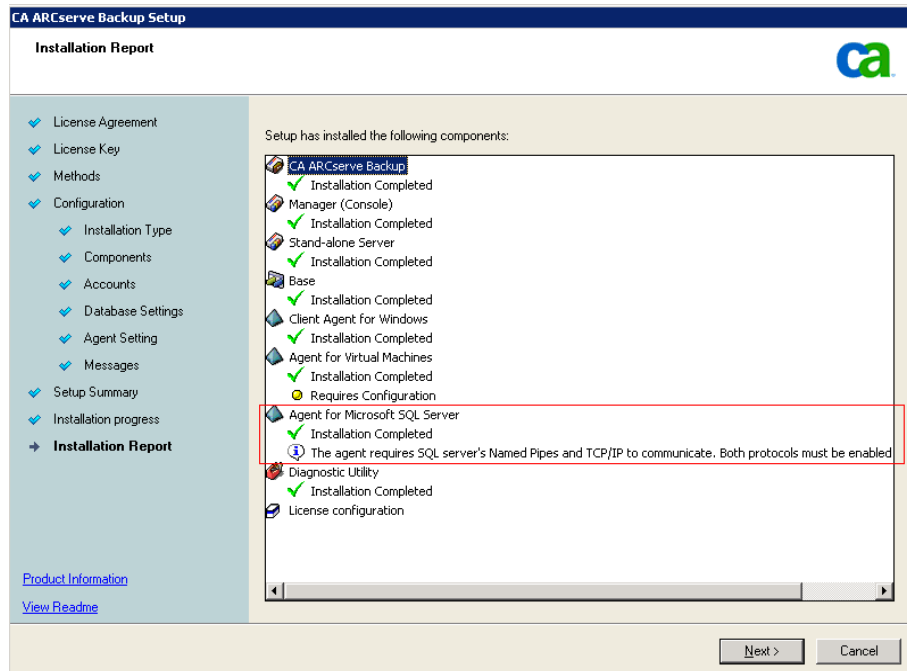 CA ARCserve Backup Setup
Installation Report
ca
License Agreement
License Key
Methods
Configuration
Installation Type
Components
Accounts
Database Settings
Agent Setting
Messages
Setup Summary
Installation progress
Installation Report
Product Information
View Readme
Setup has installed the following components:
CA ARCserve Backup
Installation Completed
Manager (Console)
Installation Completed
Stand-alone Server
Installation Completed
Base
Installation Completed
Client Agent for Windows
Installation Completed
Agent for Virtual Machines
Installation Completed
Requires Configuration
Agent for Microsoft SQL Server
Installation Completed
The agent requires SQL server's Named Pipes and TCP/IP to communicate. Both protocols must be enabled
Diagnostic Utility
Installation Completed
License configuration
Next >
Cancel